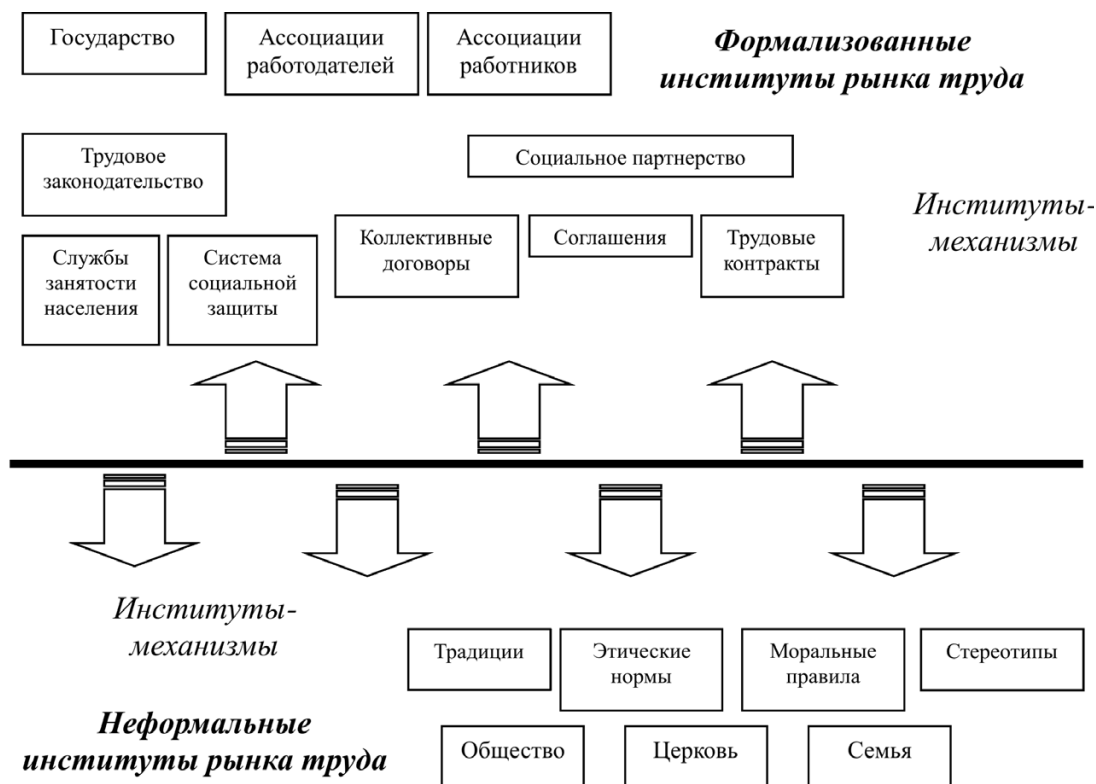 Государство
Ассоциации
работодателей
Ассоциации
работников
Формализованные
институты рынка труда
Трудовое
законодательство
Социальное партнерство
Институты-
механизмы
Службы
занятости
населения
Система
социальной
защиты
Коллективные
договоры
Соглашения
Трудовые
контракты
Институты-
механизмы
Традиции
Этические
нормы
Моральные
правила
Стереотипы
Неформальные
институты рынка труда
Общество
Церковь
Семья